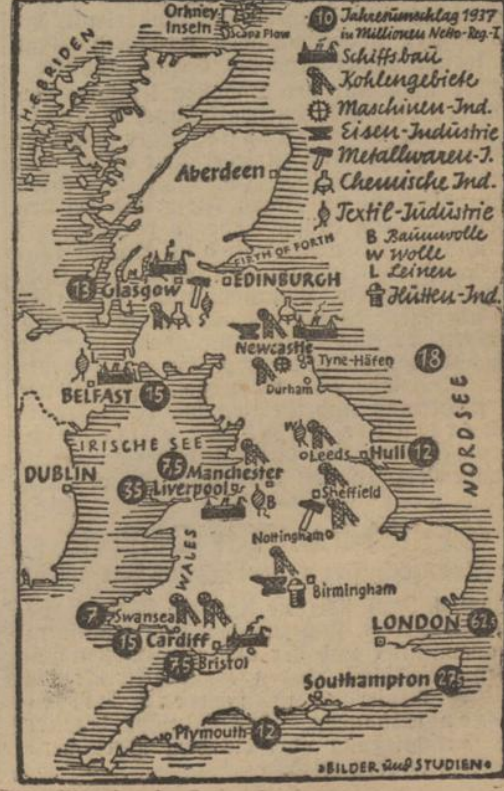 Orkney
Inseln
Scapa Flow
10 Jahresumschlag 1937
in Millionen Netto-Reg.-T.
Schiffsbau
Kohlengebiete
Maschinen-Ind.
Eisen-Industrie
Metallwaren-I.
Chemische Ind.
Textil-Industrie
B Baumwolle
W Wolle
L Leinen
Hütten-Ind.
HEBRIDEN
Aberdeen
FIRTH OF FORTH
13 Glasgow
EDINBURGH
S
Newcastle
Tyne-Häfen
18
Durham
BELFAST 15
NORDSEE
IRISCHE SEE
W
Leeds
Hull 12
DUBLIN
7,5 Manchester
35 Liverpool
B
Sheffield
Nottingham
WALES
Birmingham
7 Swansea
15 Cardiff
7,5 Bristol
LONDON 62,5
Southampton 27,5
Plymouth 12
»BILDER und STUDIEN«